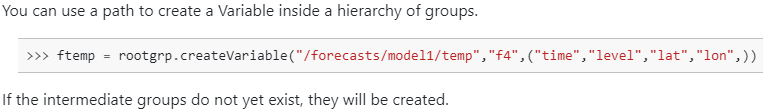 You can use a path to create a Variable inside a hierarchy of groups.
>>> ftemp = rootgrp.createVariable("/forecasts/model1/temp","f4",("time","level","lat","lon",))
If the intermediate groups do not yet exist, they will be created.